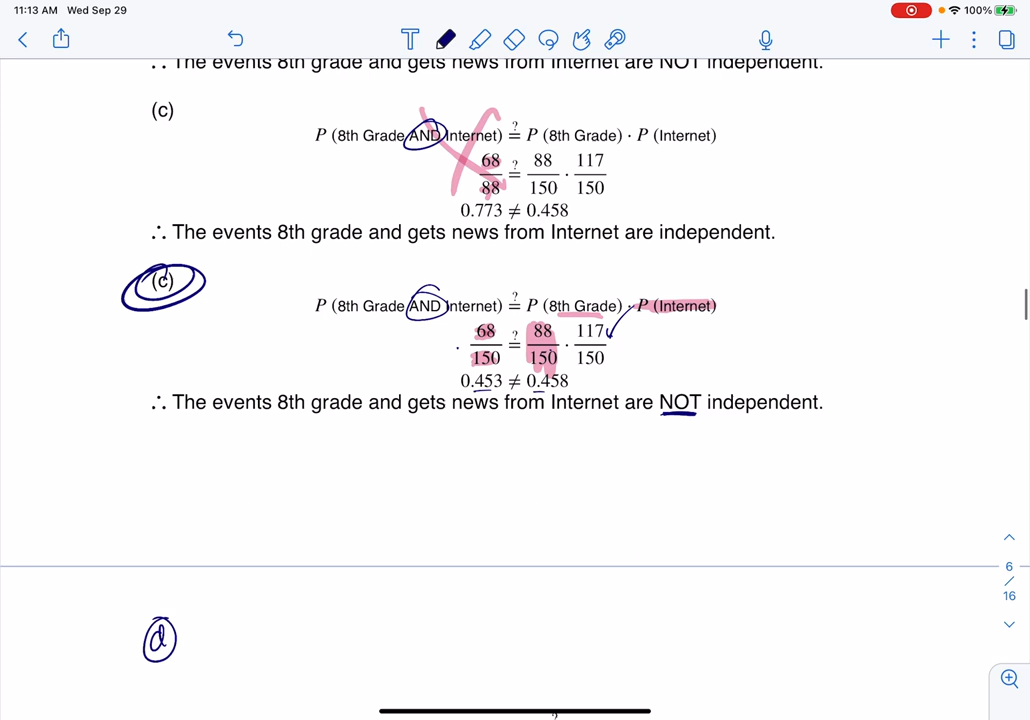 11:13 AM Wed Sep 29
100%
∴ The events 8th grade and gets news from Internet are NOT independent.
(c)
P (8th Grade AND Internet) ≟ P (8th Grade) · P (Internet)
68/88 ≟ 88/150 · 117/150
0.773 ≠ 0.458
∴ The events 8th grade and gets news from Internet are independent.
(c)
P (8th Grade AND Internet) ≟ P (8th Grade) · P (Internet)
68/150 ≟ 88/150 · 117/150
0.453 ≠ 0.458
∴ The events 8th grade and gets news from Internet are NOT independent.
6
/
16
d
?